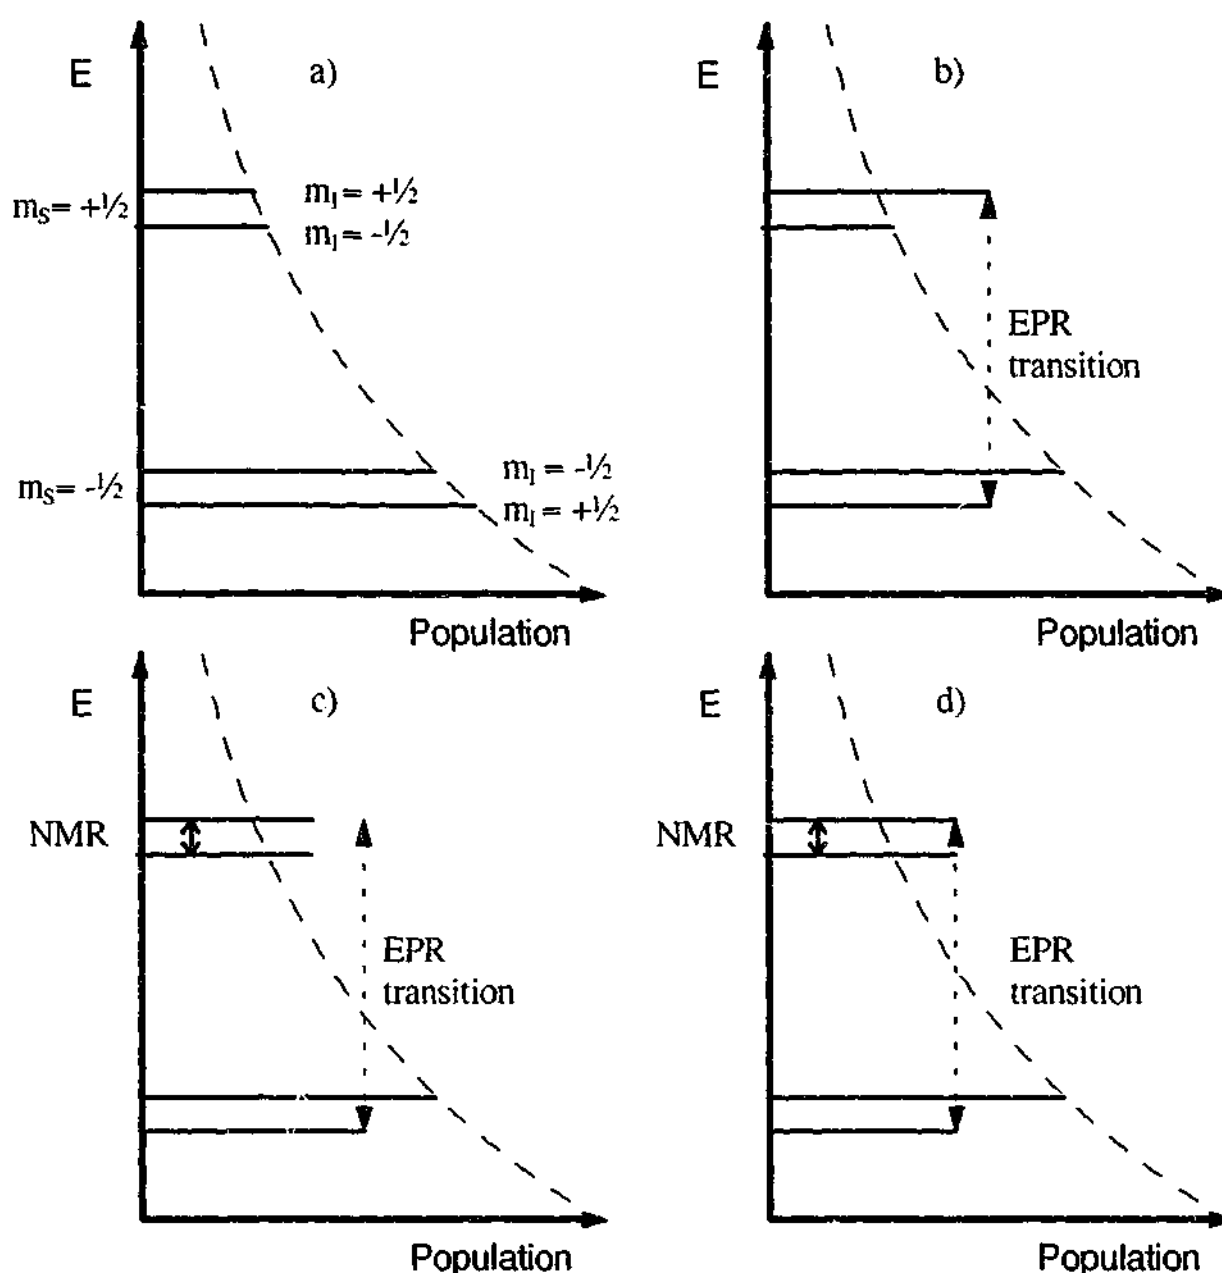 E
a)
m_S = +½
m_I = +½
m_I = -½
m_S = -½
m_I = -½
m_I = +½
Population
E
b)
EPR
transition
Population
E
c)
NMR
EPR
transition
Population
E
d)
NMR
EPR
transition
Population